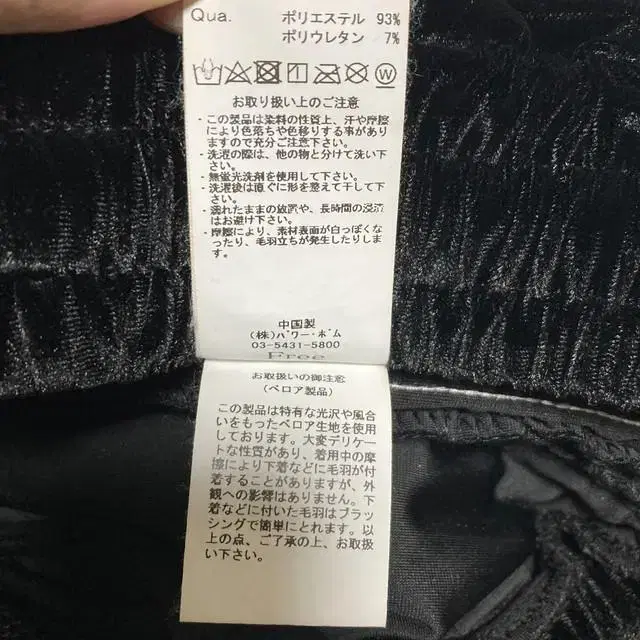 Qua.
ポリエステル 93%
ポリウレタン 7%
お取り扱い上のご注意
・この製品は染料の性質上、汗や摩擦
により色落ちや色移りする事があり
ますので充分ご注意下さい。
・洗濯の際は、他の物と分けて洗い下
さい。
・無蛍光洗剤を使用して下さい。
・洗濯後は直ぐに形を整えて干して下
さい。
・濡れたままの放置や、長時間の浸漬
はお避け下さい。
・摩擦により、素材表面が白っぽくな
ったり、毛羽立ちが発生したりしま
す。
中国製
(株)パワー・ボム
03-5431-5800
Free
お取扱いの御注意
(ベロア製品)
この製品は特有な光沢や風合
いをもったベロア生地を使用
しております。大変デリケー
トな性質があり、着用中の摩
擦により下着などに毛羽が付
着することがありますが、外
観への影響はありません。下
着などに付いた毛羽はブラッ
シングで簡単にとれます。以
上の点、ご了承の上、お取扱
い下さい。